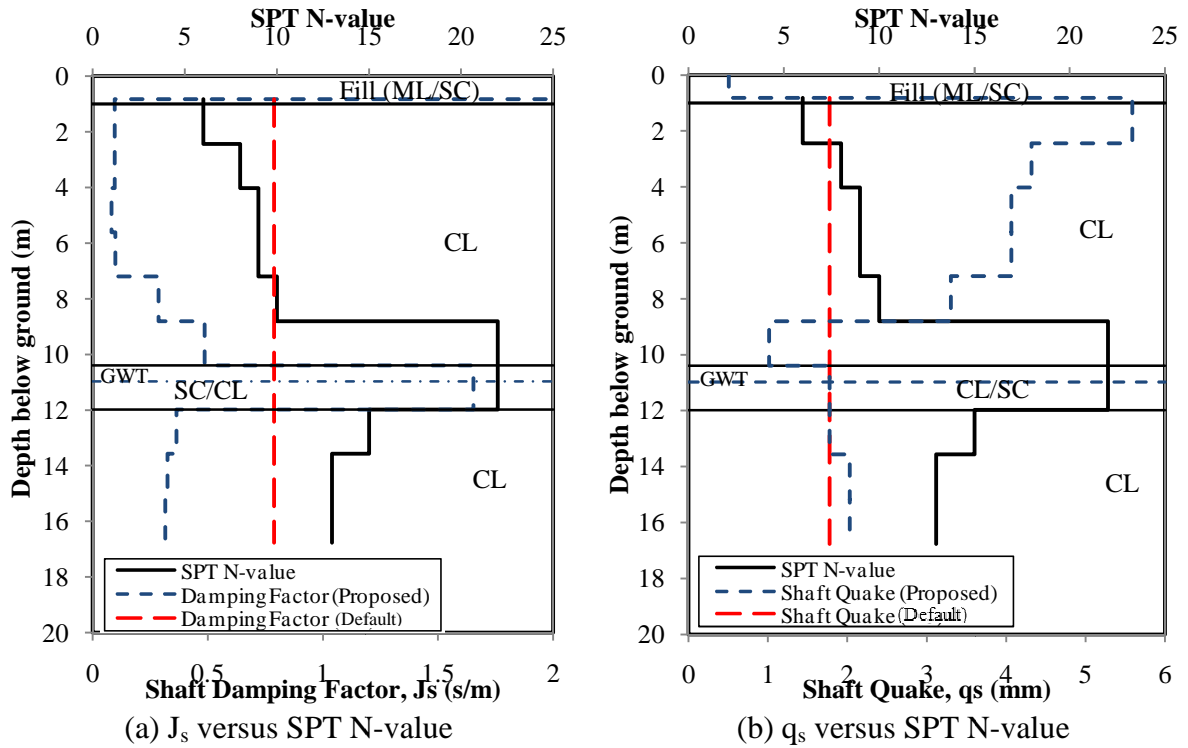 SPT N-value
0 5 10 15 20 25
0
2
4
6
8
10
12
14
16
18
20
Depth below ground (m)
Fill (ML/SC)
CL
GWT
SC/CL
CL
SPT N-value
Damping Factor (Proposed)
Damping Factor (Default)
0 0.5 1 1.5 2
Shaft Damping Factor, Js (s/m)
(a) Js versus SPT N-value
SPT N-value
0 5 10 15 20 25
0
2
4
6
8
10
12
14
16
18
20
Depth below ground (m)
Fill (ML/SC)
CL
GWT
CL/SC
CL
SPT N-value
Shaft Quake (Proposed)
Shaft Quake (Default)
0 1 2 3 4 5 6
Shaft Quake, qs (mm)
(b) qs versus SPT N-value